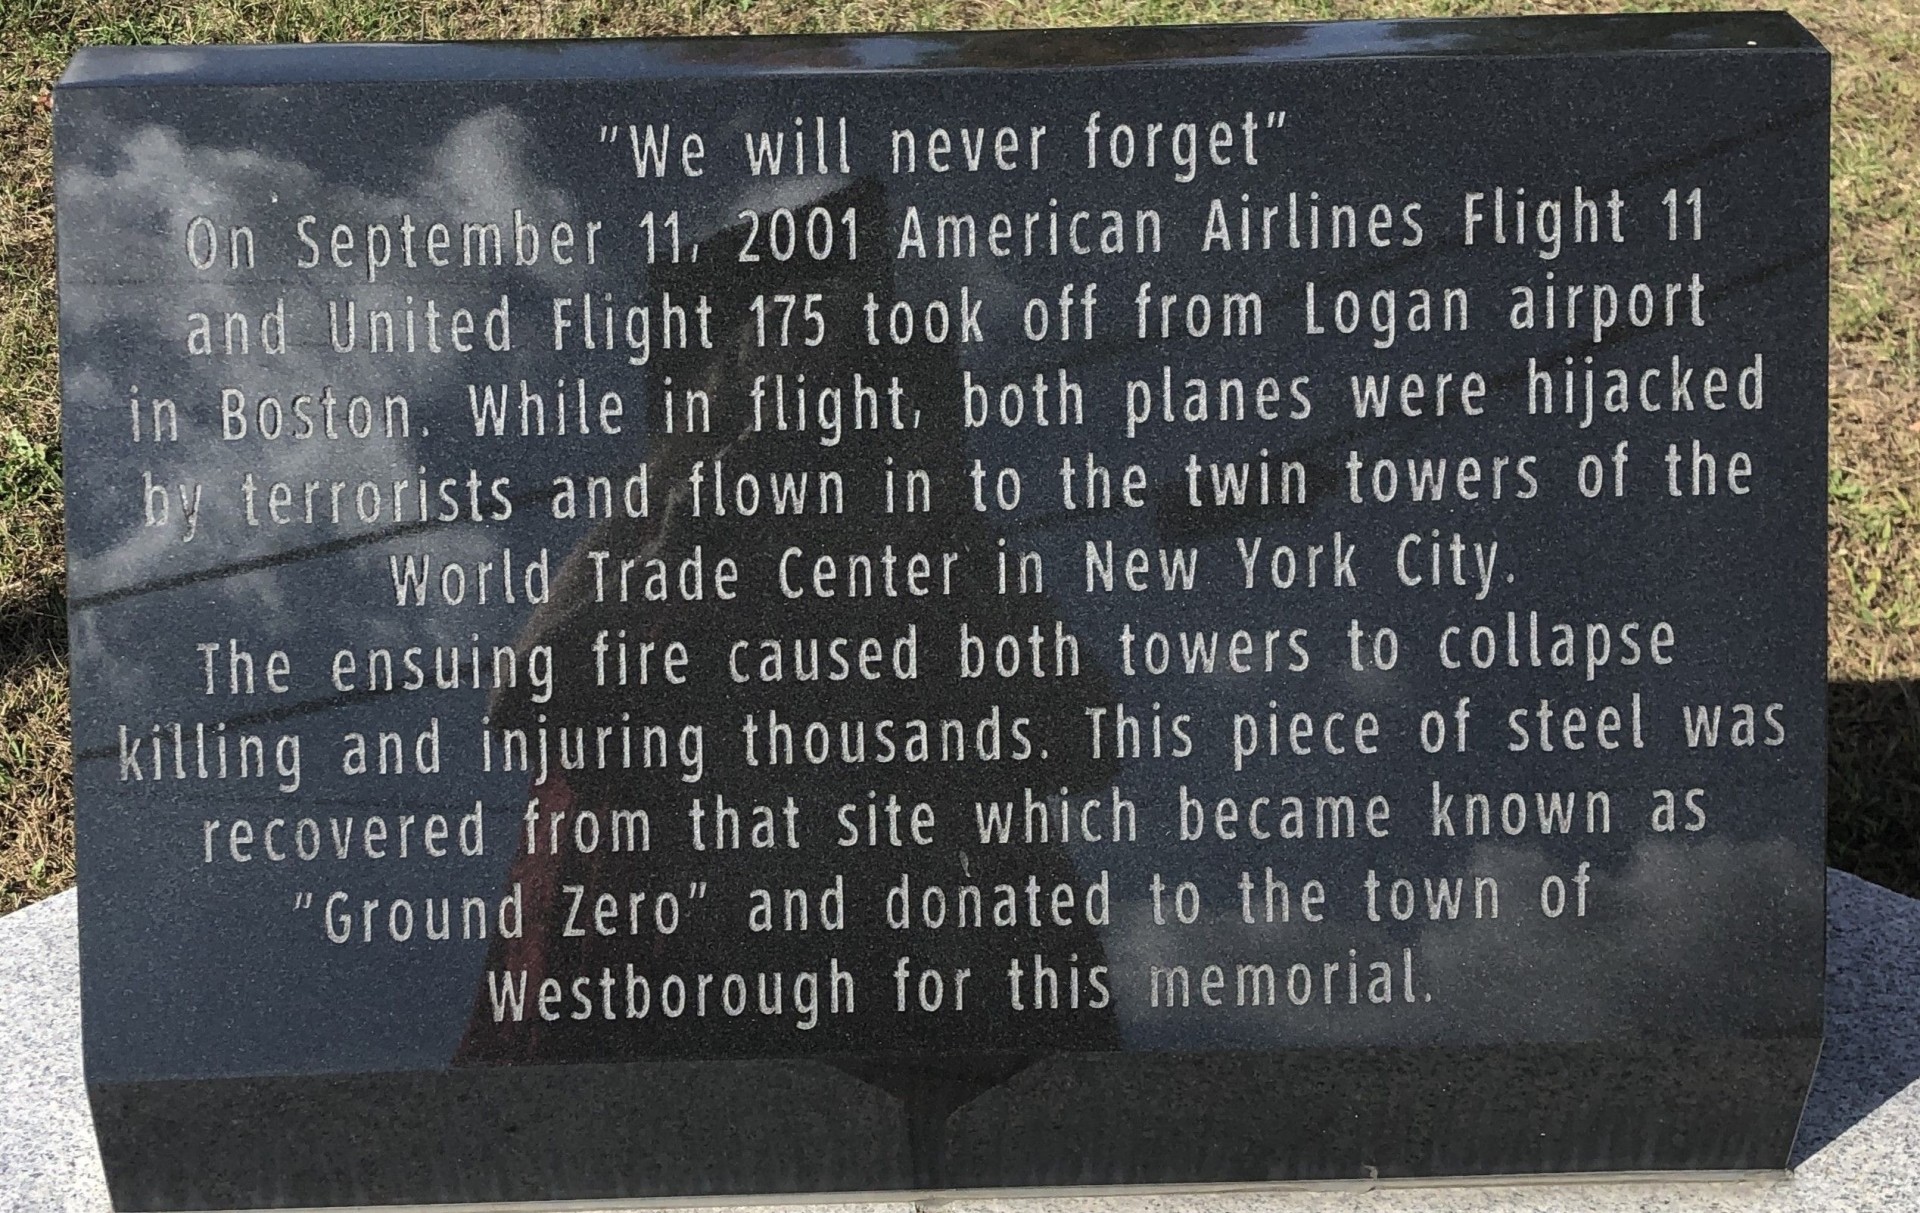 "We will never forget"
On September 11, 2001 American Airlines Flight 11
and United Flight 175 took off from Logan airport
in Boston. While in flight, both planes were hijacked
by terrorists and flown in to the twin towers of the
World Trade Center in New York City.
The ensuing fire caused both towers to collapse
killing and injuring thousands. This piece of steel was
recovered from that site which became known as
"Ground Zero" and donated to the town of
Westborough for this memorial.